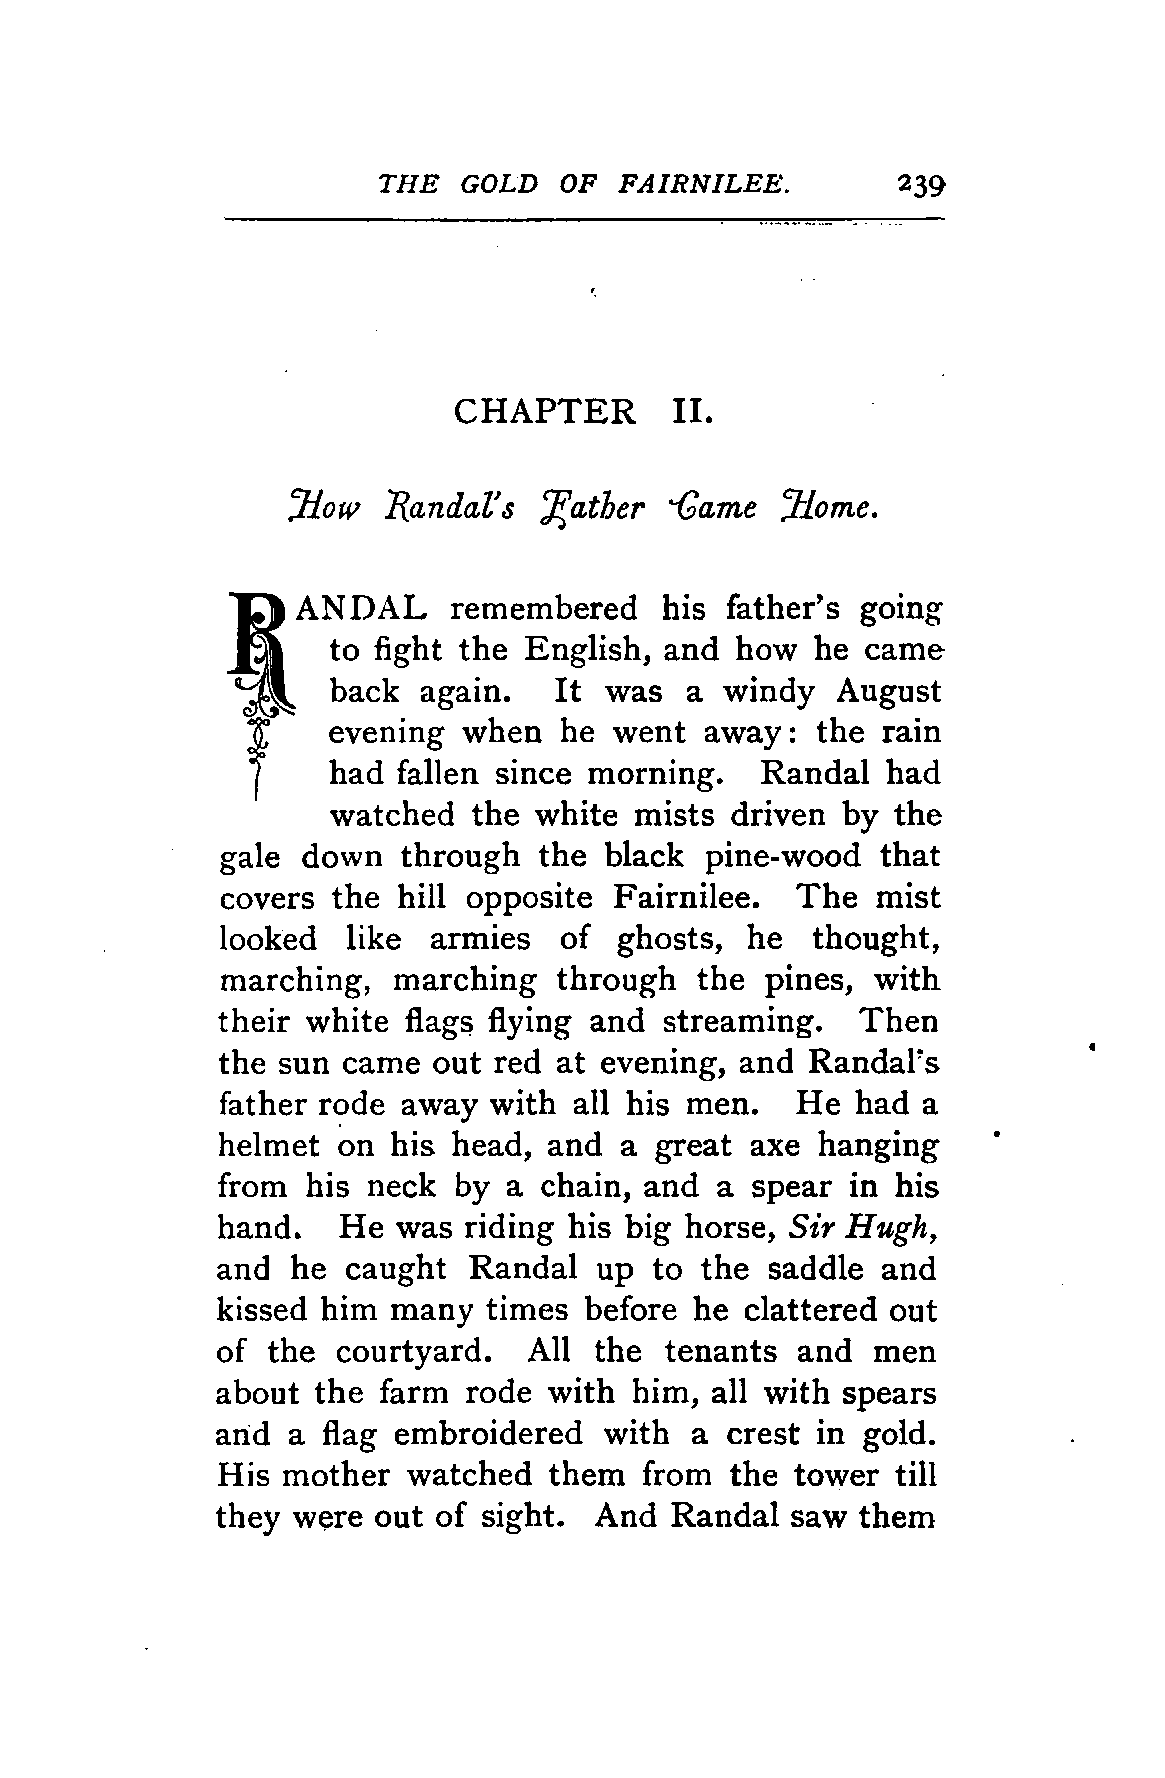 THE GOLD OF FAIRNILEE. 239
CHAPTER II.
How Randal's Father Came Home.
RANDAL remembered his father's going
to fight the English, and how he came
back again. It was a windy August
evening when he went away: the rain
had fallen since morning. Randal had
watched the white mists driven by the
gale down through the black pine-wood that
covers the hill opposite Fairnilee. The mist
looked like armies of ghosts, he thought,
marching, marching through the pines, with
their white flags flying and streaming. Then
the sun came out red at evening, and Randal's
father rode away with all his men. He had a
helmet on his head, and a great axe hanging
from his neck by a chain, and a spear in his
hand. He was riding his big horse, Sir Hugh,
and he caught Randal up to the saddle and
kissed him many times before he clattered out
of the courtyard. All the tenants and men
about the farm rode with him, all with spears
and a flag embroidered with a crest in gold.
His mother watched them from the tower till
they were out of sight. And Randal saw them